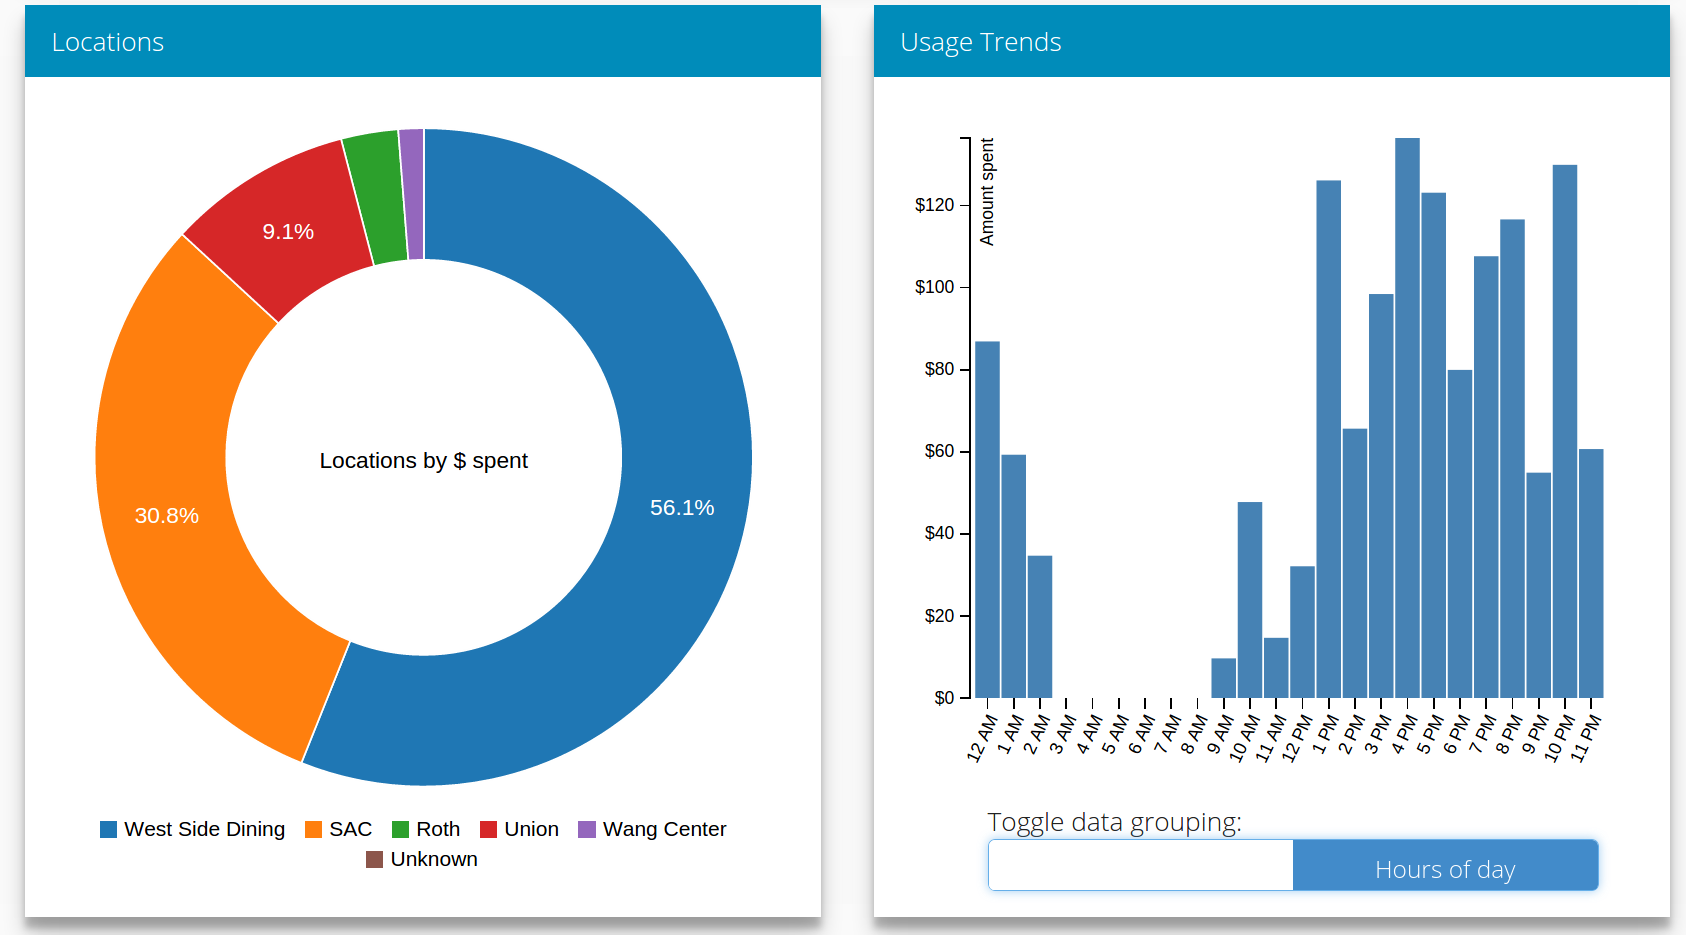 Locations
9.1%
Locations by $ spent
56.1%
30.8%
West Side Dining SAC Roth Union Wang Center
Unknown
Usage Trends
Amount spent
$120
$100
$80
$60
$40
$20
$0
12 AM 1 AM 2 AM 3 AM 4 AM 5 AM 6 AM 7 AM 8 AM 9 AM 10 AM 11 AM 12 PM 1 PM 2 PM 3 PM 4 PM 5 PM 6 PM 7 PM 8 PM 9 PM 10 PM 11 PM
Toggle data grouping:
Hours of day